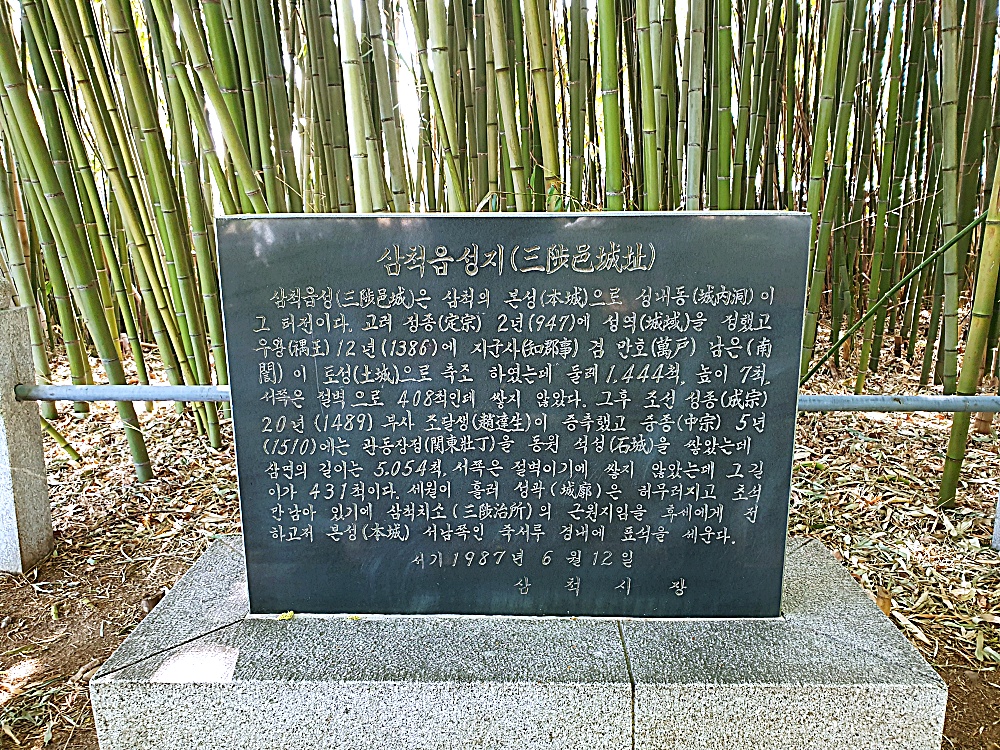 삼척읍성지(三陟邑城址)
삼척읍성(三陟邑城)은 삼척의 본성(本城)으로 성내동(城內洞)이
그 터전이다. 고려 정종(定宗) 2년(947)에 성역(城域)을 정했고
우왕(禑王) 12년(1386)에 지군사(知郡事) 겸 만호(萬戶) 남은(南
誾)이 토성(土城)으로 축조 하였는데 둘레 1,444척, 높이 7척,
서쪽은 절벽으로 408척인데 쌓지 않았다. 그후 조선 성종(成宗)
20년(1489) 부사 조달생(趙達生)이 증축했고 중종(中宗) 5년
(1510)에는 관동장정(關東壯丁)을 동원 석성(石城)을 쌓았는데
삼면의 길이는 5.054척, 서쪽은 절벽이기에 쌓지 않았는데 그 길
이가 431척이다. 세월이 흘러 성곽(城廓)은 허무러지고 초석
만남아 있기에 삼척치소(三陟治所)의 근원지임을 후세에게 전
하고저 본성(本城) 서남쪽인 죽서루 경내에 표석을 세운다.
서기 1987년 6월 12일
삼척시장